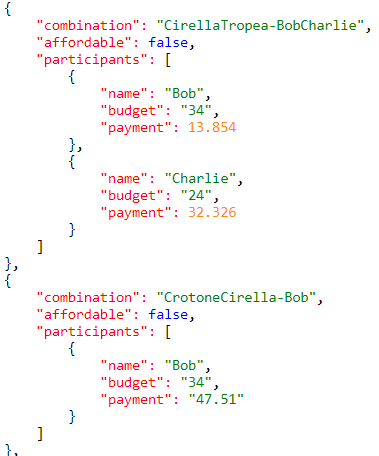 {
    "combination": "CirellaTropea-BobCharlie",
    "affordable": false,
    "participants": [
        {
            "name": "Bob",
            "budget": "34",
            "payment": 13.854
        },
        {
            "name": "Charlie",
            "budget": "24",
            "payment": 32.326
        }
    ]
},
{
    "combination": "CrotoneCirella-Bob",
    "affordable": false,
    "participants": [
        {
            "name": "Bob",
            "budget": "34",
            "payment": "47.51"
        }
    ]
},